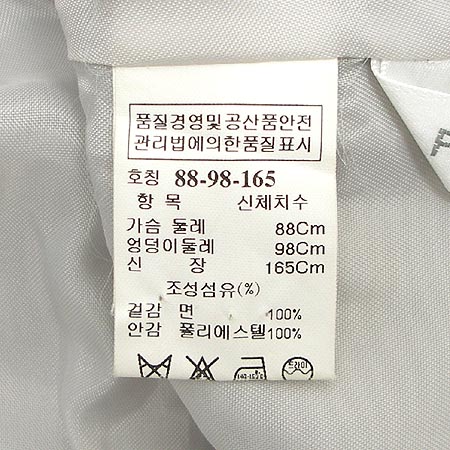 품질경영및공산품안전
관리법에의한품질표시
호칭 88-98-165
항 목 신체치수
가슴 둘레 88Cm
엉덩이둘레 98Cm
신 장 165Cm
조성섬유(%)
겉감 면 100%
안감 폴리에스텔100%
드라이